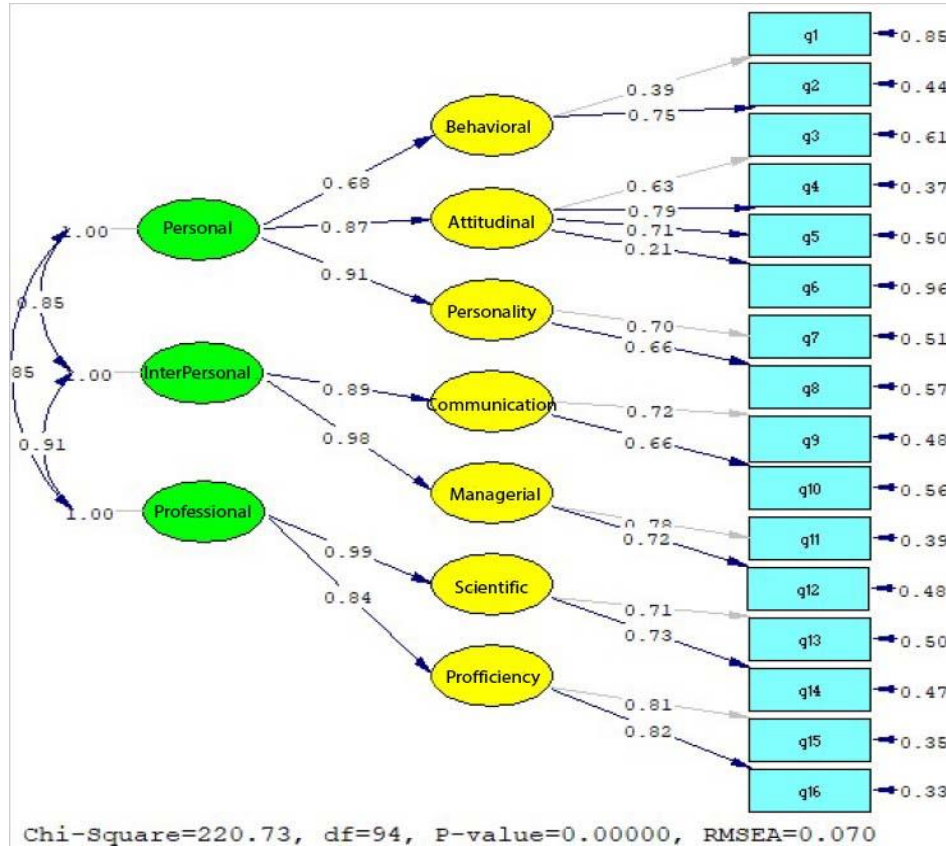 q1
0.85
0.39
q2
0.44
0.75
Behavioral
q3
0.61
0.68
0.63
q4
0.37
0.79
1.00
Personal
0.87
Attitudinal
0.71
q5
0.50
0.21
0.91
q6
0.96
0.85
Personality
0.70
q7
0.51
0.66
85
1.00
InterPersonal
0.89
q8
0.57
Communication
0.72
q9
0.48
0.98
0.66
0.91
q10
0.56
Managerial
1.00
Professional
0.78
q11
0.39
0.72
0.99
q12
0.48
Scientific
0.84
0.71
q13
0.50
0.73
Profficiency
q14
0.47
0.81
0.82
q15
0.35
q16
0.33
Chi-Square=220.73, df=94, P-value=0.00000, RMSEA=0.070